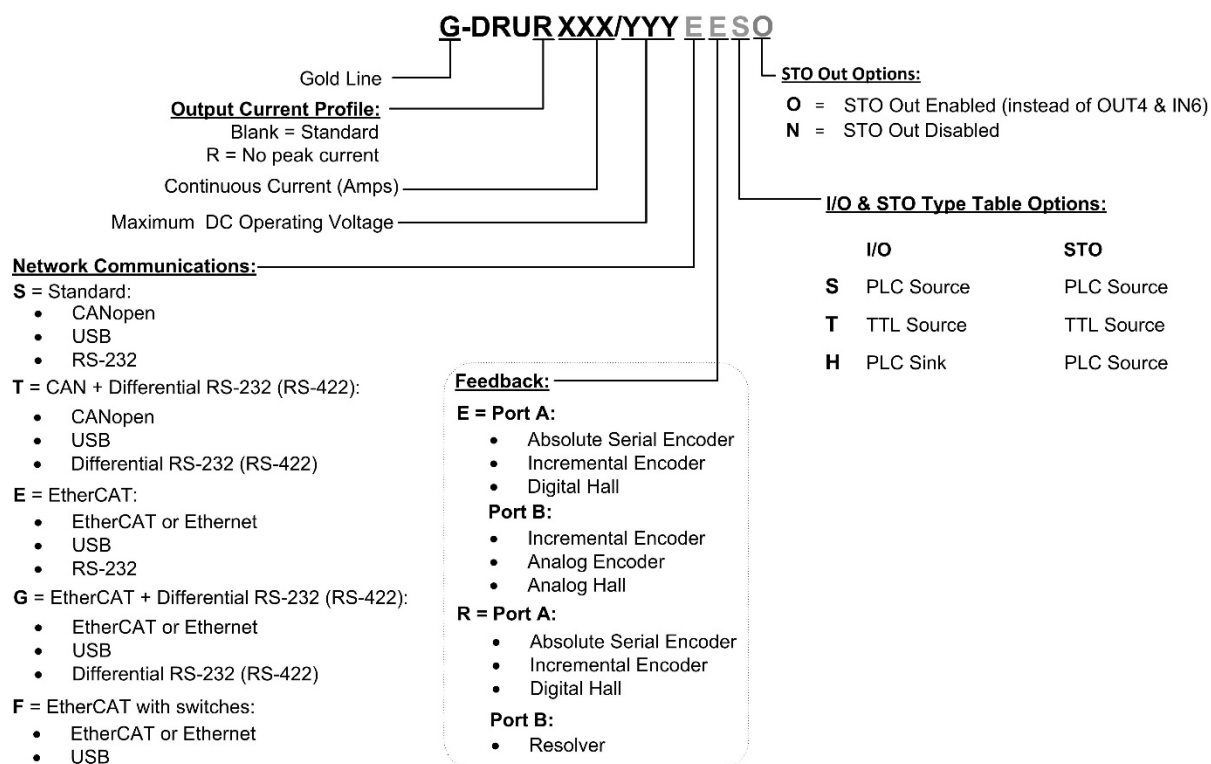 G-DRUR XXX/YYY E E S O
Gold Line
Output Current Profile:
Blank = Standard
R = No peak current
Continuous Current (Amps)
Maximum DC Operating Voltage
Network Communications:
S = Standard:
• CANopen
• USB
• RS-232
T = CAN + Differential RS-232 (RS-422):
• CANopen
• USB
• Differential RS-232 (RS-422)
E = EtherCAT:
• EtherCAT or Ethernet
• USB
• RS-232
G = EtherCAT + Differential RS-232 (RS-422):
• EtherCAT or Ethernet
• USB
• Differential RS-232 (RS-422)
F = EtherCAT with switches:
• EtherCAT or Ethernet
• USB
Feedback:
E = Port A:
• Absolute Serial Encoder
• Incremental Encoder
• Digital Hall
Port B:
• Incremental Encoder
• Analog Encoder
• Analog Hall
R = Port A:
• Absolute Serial Encoder
• Incremental Encoder
• Digital Hall
Port B:
• Resolver
STO Out Options:
O = STO Out Enabled (instead of OUT4 & IN6)
N = STO Out Disabled
I/O & STO Type Table Options:
I/O STO
S PLC Source PLC Source
T TTL Source TTL Source
H PLC Sink PLC Source